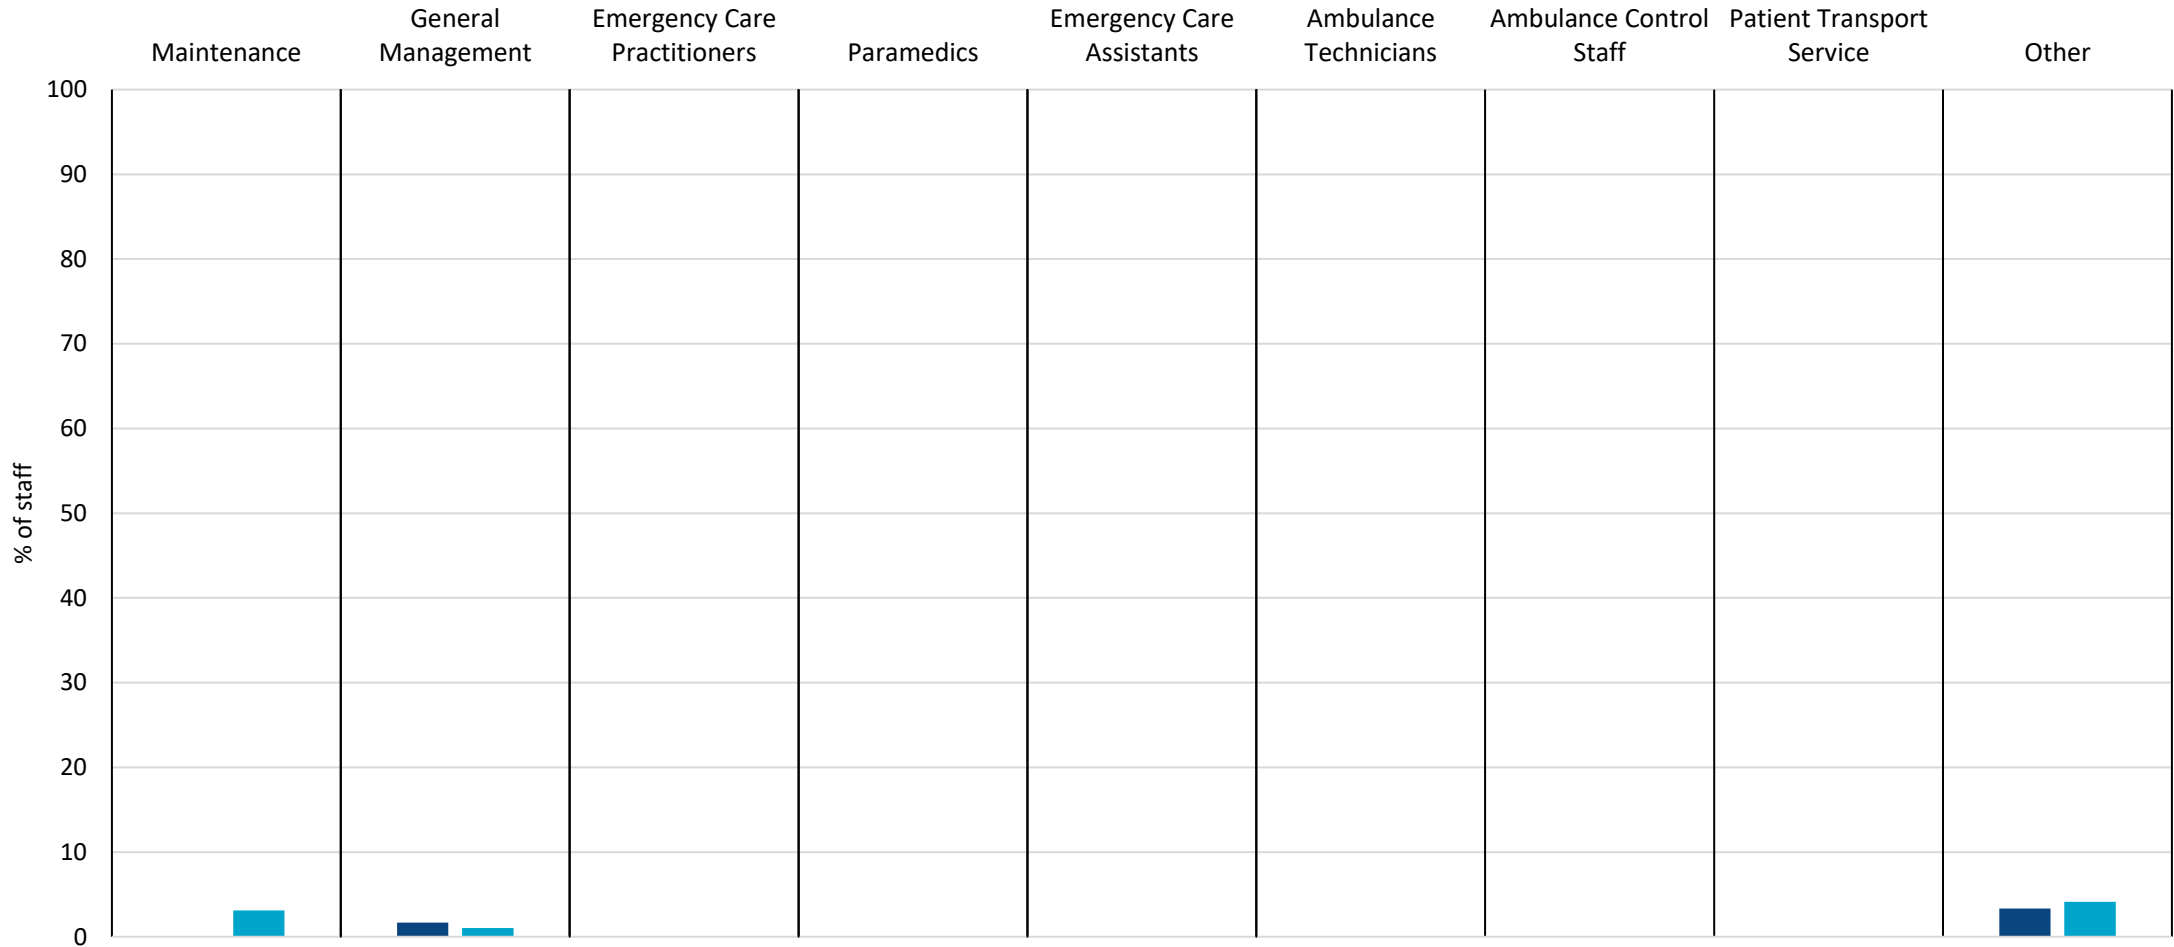 Maintenance
General
Management
Emergency Care
Practitioners
Paramedics
Emergency Care
Assistants
Ambulance
Technicians
Ambulance Control
Staff
Patient Transport
Service
Other
% of staff
100
90
80
70
60
50
40
30
20
10
0